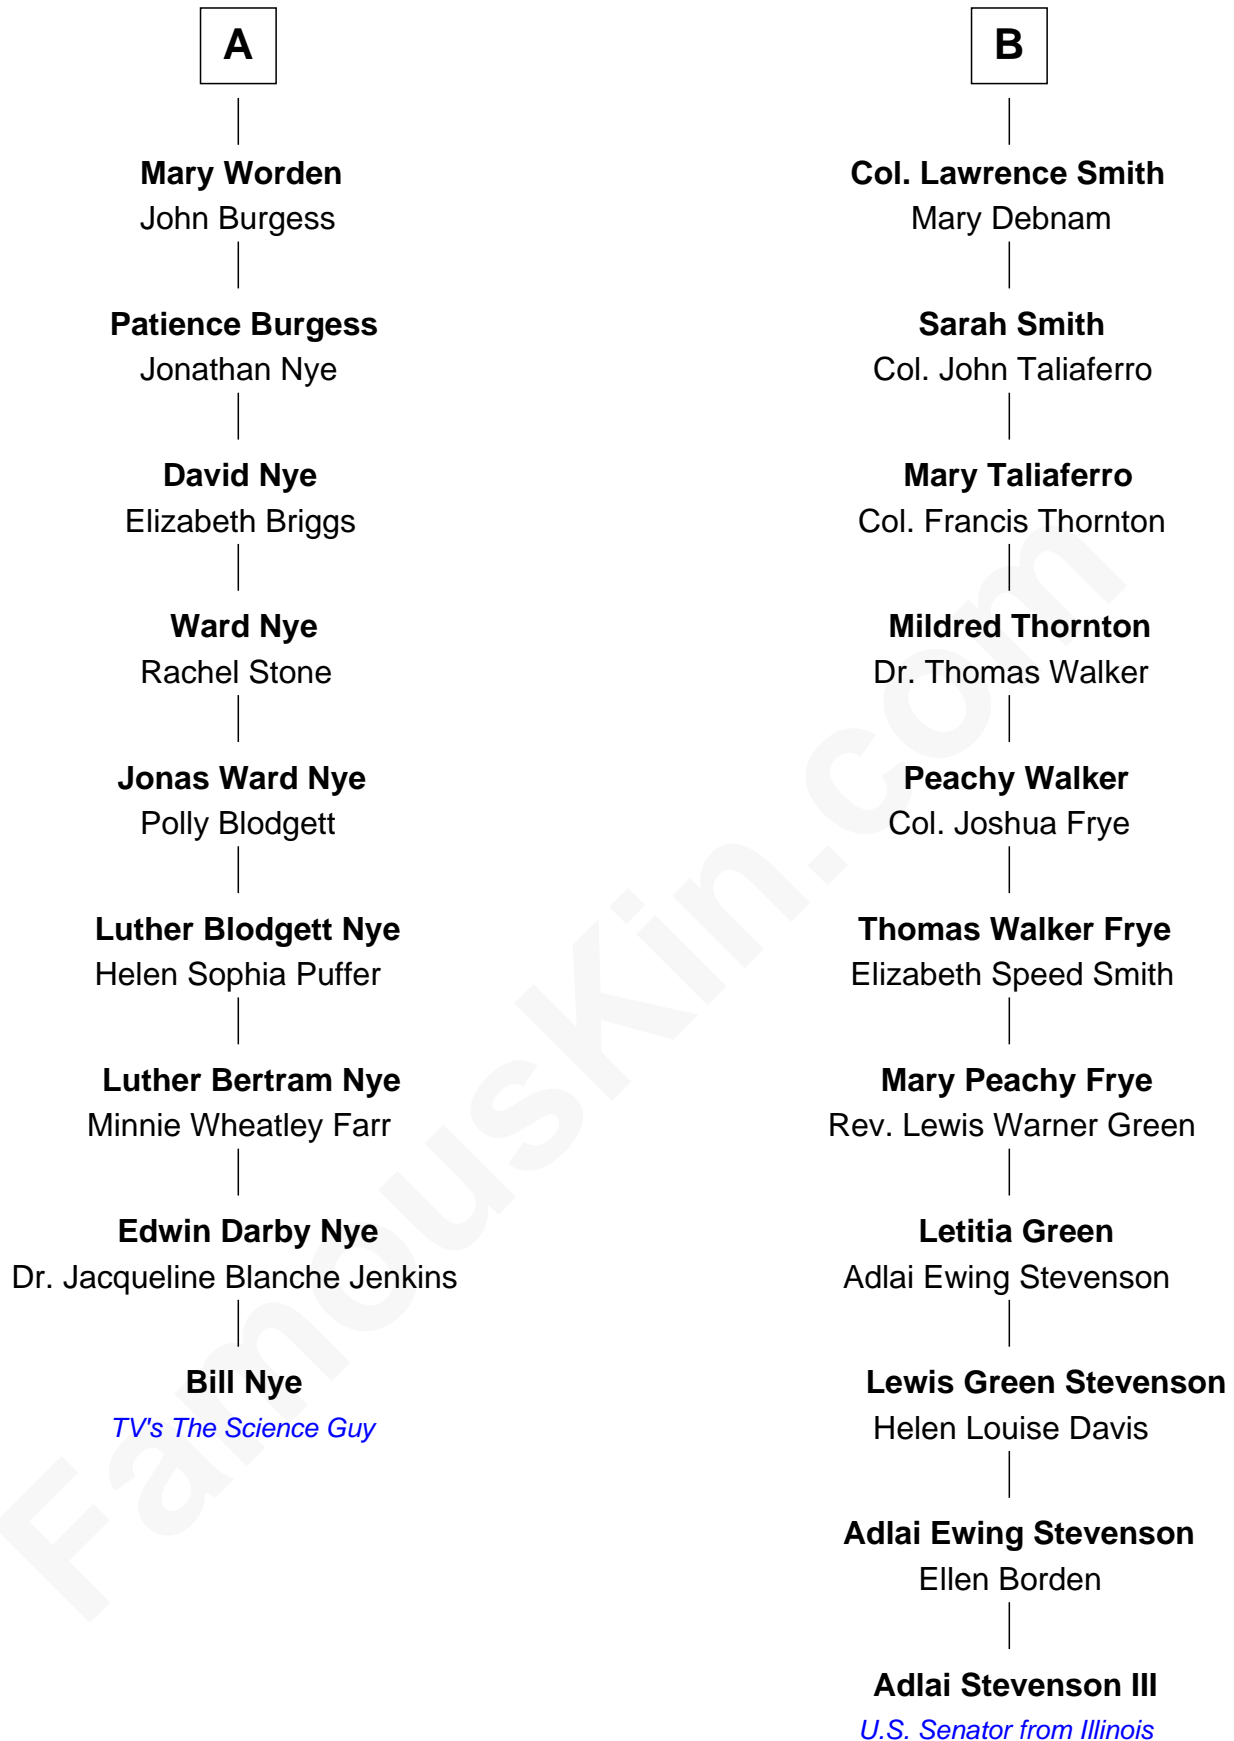 A
Mary Worden
John Burgess
Patience Burgess
Jonathan Nye
David Nye
Elizabeth Briggs
Ward Nye
Rachel Stone
Jonas Ward Nye
Polly Blodgett
Luther Blodgett Nye
Helen Sophia Puffer
Luther Bertram Nye
Minnie Wheatley Farr
Edwin Darby Nye
Dr. Jacqueline Blanche Jenkins
Bill Nye
TV's The Science Guy
B
Col. Lawrence Smith
Mary Debnam
Sarah Smith
Col. John Taliaferro
Mary Taliaferro
Col. Francis Thornton
Mildred Thornton
Dr. Thomas Walker
Peachy Walker
Col. Joshua Frye
Thomas Walker Frye
Elizabeth Speed Smith
Mary Peachy Frye
Rev. Lewis Warner Green
Letitia Green
Adlai Ewing Stevenson
Lewis Green Stevenson
Helen Louise Davis
Adlai Ewing Stevenson
Ellen Borden
Adlai Stevenson III
U.S. Senator from Illinois
FamousKin.com